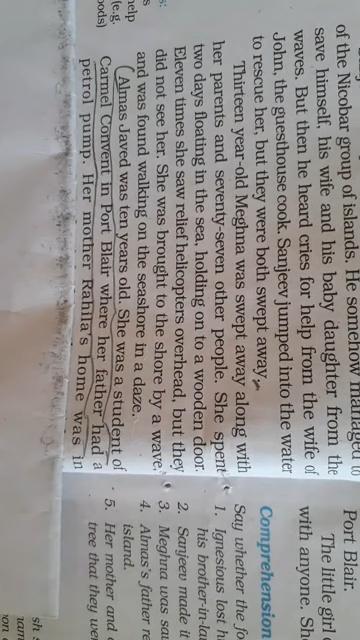 of the Nicobar group of islands. He somehow managed to
save himself, his wife and his baby daughter from the
waves. But then he heard cries for help from the wife of
John, the guesthouse cook. Sanjeev jumped into the water
to rescue her, but they were both swept away.
Thirteen year-old Meghna was swept away along with
her parents and seventy-seven other people. She spent
two days floating in the sea, holding on to a wooden door.
Eleven times she saw relief helicopters overhead, but they
did not see her. She was brought to the shore by a wave,
and was found walking on the seashore in a daze.
Almas Javed was ten years old. She was a student of
Carmel Convent in Port Blair where her father had a
petrol pump. Her mother Rahila's home was in
Port Blair.
The little girl
with anyone. She
Comprehension
Say whether the
1. Ignesious lost
his brother-in-
2. Sanjeev made it
3. Meghna was
4. Almas's father
island.
5. Her mother and
tree that they
help
(e.g.